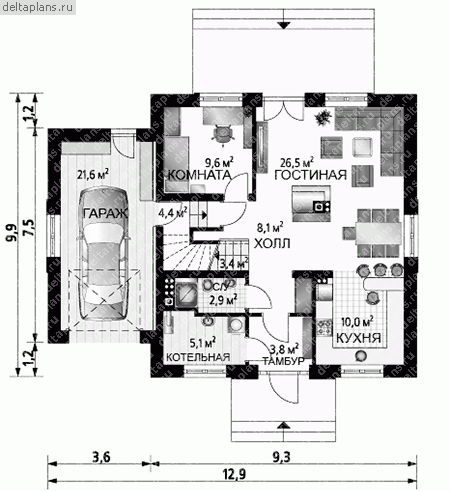 deltaplans.ru
9,6 м²
КОМНАТА
26,5 м²
ГОСТИНАЯ
21,6 м²
ГАРАЖ
4,4 м²
8,1 м²
ХОЛЛ
3,4 м²
С/У
2,9 м²
10,0 м²
КУХНЯ
5,1 м²
КОТЕЛЬНАЯ
3,8 м²
ТАМБУР
1,2
7,5
9,9
1,2
3,6
9,3
12,9